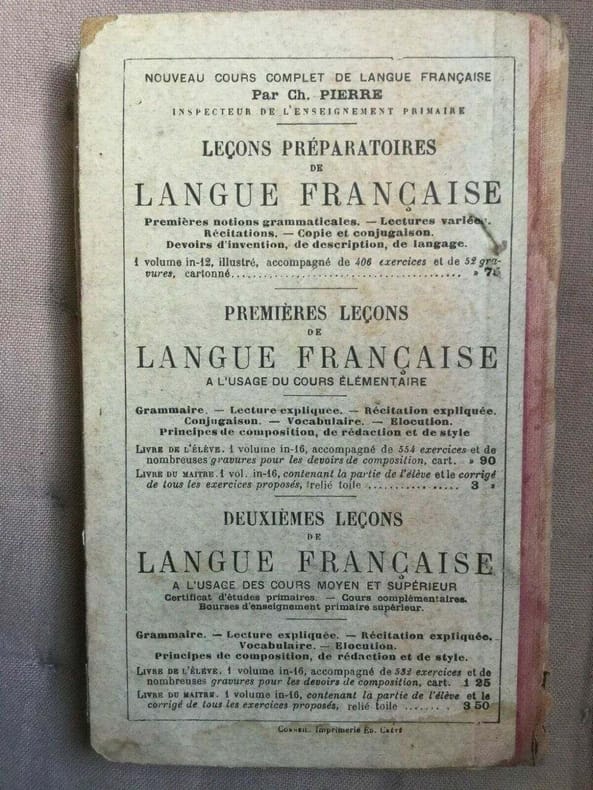 NOUVEAU COURS COMPLET DE LANGUE FRANÇAISE
Par Ch. PIERRE
INSPECTEUR DE L'ENSEIGNEMENT PRIMAIRE
LEÇONS PRÉPARATOIRES
DE
LANGUE FRANÇAISE
Premières notions grammaticales. — Lectures variées.
Récitations. — Copie et conjugaison.
Devoirs d'invention, de description, de langage.
1 volume in-12, illustré, accompagné de 406 exercices et de 52 gra-
vures, cartonné........................................ » 75
PREMIÈRES LEÇONS
DE
LANGUE FRANÇAISE
A L'USAGE DU COURS ÉLÉMENTAIRE
Grammaire. — Lecture expliquee. — Récitation expliquée.
Conjugaison. — Vocabulaire. — Elocution.
Principes de composition, de rédaction et de style
LIVRE DE L'ÉLÈVE. 1 volume in-16, accompagné de 554 exercices et de
nombreuses gravures pour les devoirs de composition, cart. » 90
LIVRE DU MAITRE. 1 vol. in-16, contenant la partie de l'élève et le corrigé
de tous les exercices proposés, relié toile ................ 3 »
DEUXIÈMES LEÇONS
DE
LANGUE FRANÇAISE
A L'USAGE DES COURS MOYEN ET SUPÉRIEUR
Certificat d'études primaires. — Cours complémentaires.
Bourses d'enseignement primaire supérieur.
Grammaire. — Lecture expliquée. — Récitation expliquée.
Vocabulaire. — Elocution.
Principes de composition, de rédaction et de style.
LIVRE DE L'ÉLÈVE. 1 volume in-16, accompagné de 532 exercices et de
nombreuses gravures pour les devoirs de composition, cart. 1 25
LIVRE DU MAITRE. 1 volume in-16, contenant la partie de l'élève et le
corrigé de tous les exercices proposés, relié toile ........ 3 50
CORBEIL. Imprimerie ÉD. CRÉTÉ